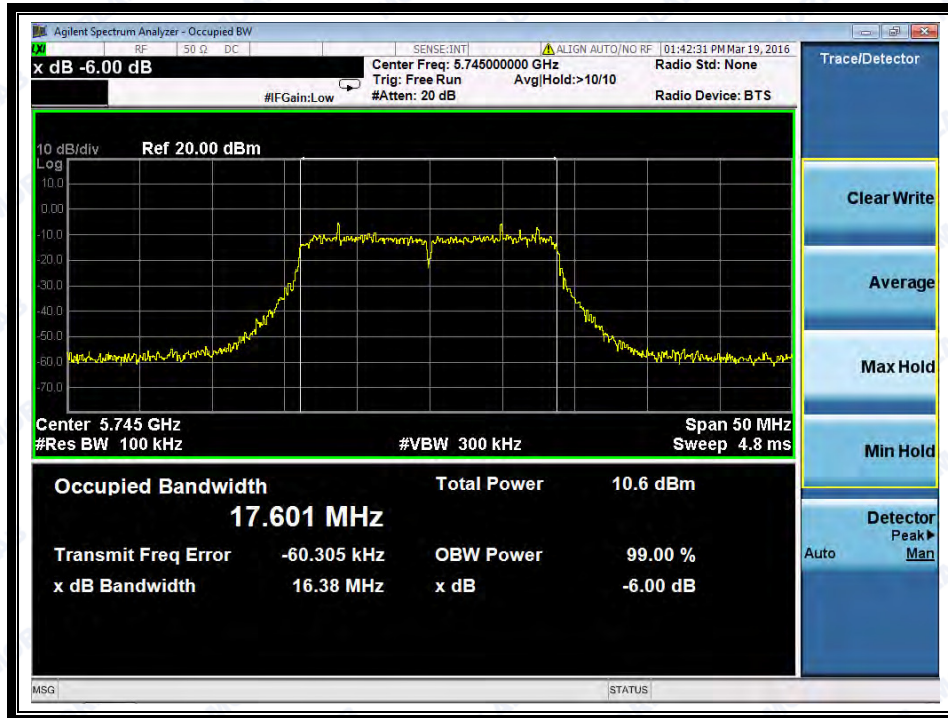 Agilent Spectrum Analyzer - Occupied BW
LXI RF 50 Ω DC SENSE:INT ALIGN AUTO/NO RF 01:42:31 PM Mar 19, 2016
x dB -6.00 dB Center Freq: 5.745000000 GHz Radio Std: None Trace/Detector
Trig: Free Run Avg|Hold:>10/10
#IFGain:Low #Atten: 20 dB Radio Device: BTS
10 dB/div Ref 20.00 dBm
Log
10.0
0.00
-10.0
-20.0
-30.0
-40.0
-50.0
-60.0
-70.0
Clear Write
Average
Max Hold
Min Hold
Center 5.745 GHz Span 50 MHz
#Res BW 100 kHz #VBW 300 kHz Sweep 4.8 ms
Occupied Bandwidth Total Power 10.6 dBm
17.601 MHz
Transmit Freq Error -60.305 kHz OBW Power 99.00 %
x dB Bandwidth 16.38 MHz x dB -6.00 dB
Detector
Peak▶
Auto Man
MSG STATUS